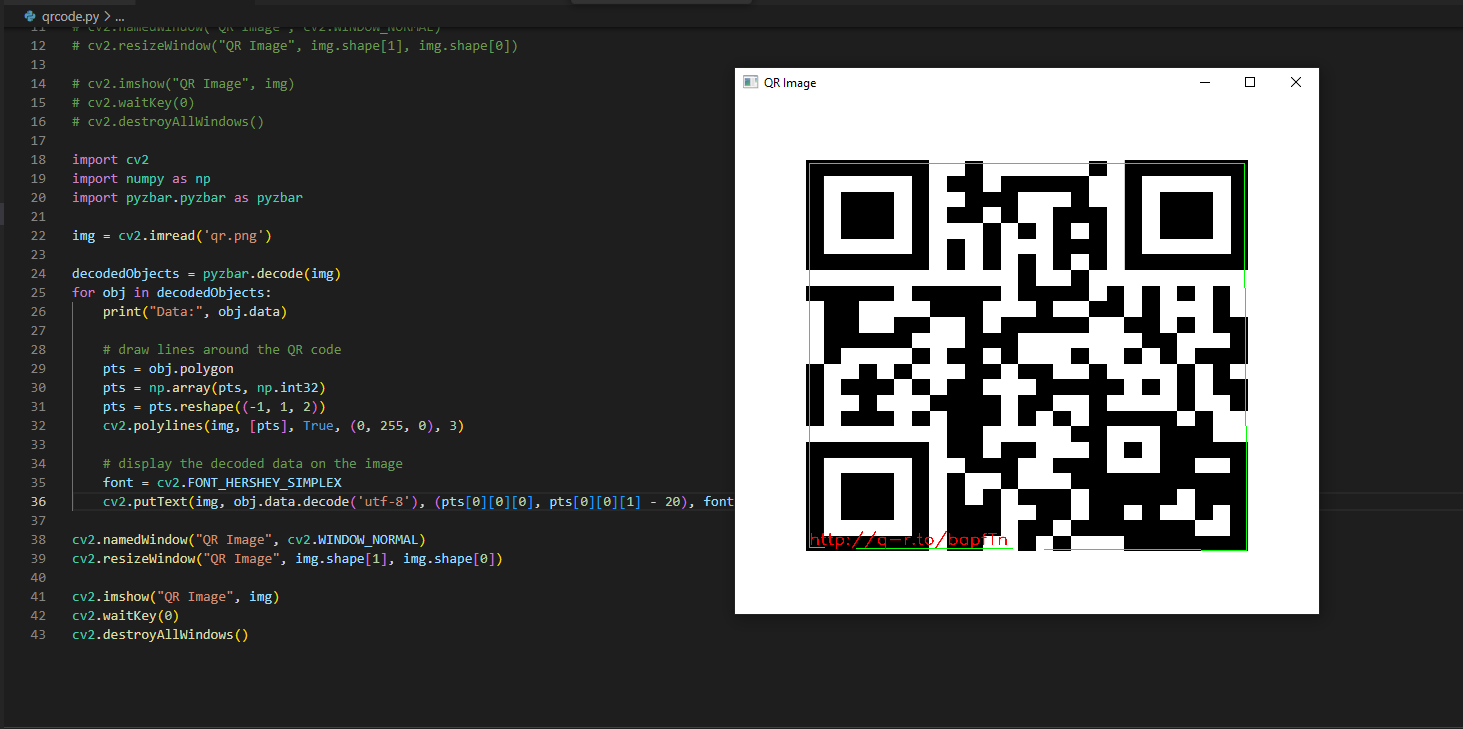 qrcode.py > ...
11 # cv2.namedWindow("QR Image", cv2.WINDOW_NORMAL)
12 # cv2.resizeWindow("QR Image", img.shape[1], img.shape[0])
13
14 # cv2.imshow("QR Image", img)
15 # cv2.waitKey(0)
16 # cv2.destroyAllWindows()
17
18 import cv2
19 import numpy as np
20 import pyzbar.pyzbar as pyzbar
21
22 img = cv2.imread('qr.png')
23
24 decodedObjects = pyzbar.decode(img)
25 for obj in decodedObjects:
26 print("Data:", obj.data)
27
28 # draw lines around the QR code
29 pts = obj.polygon
30 pts = np.array(pts, np.int32)
31 pts = pts.reshape((-1, 1, 2))
32 cv2.polylines(img, [pts], True, (0, 255, 0), 3)
33
34 # display the decoded data on the image
35 font = cv2.FONT_HERSHEY_SIMPLEX
36 cv2.putText(img, obj.data.decode('utf-8'), (pts[0][0][0], pts[0][0][1] - 20), font
37
38 cv2.namedWindow("QR Image", cv2.WINDOW_NORMAL)
39 cv2.resizeWindow("QR Image", img.shape[1], img.shape[0])
40
41 cv2.imshow("QR Image", img)
42 cv2.waitKey(0)
43 cv2.destroyAllWindows()
QR Image
http://q-r.to/bapfTn